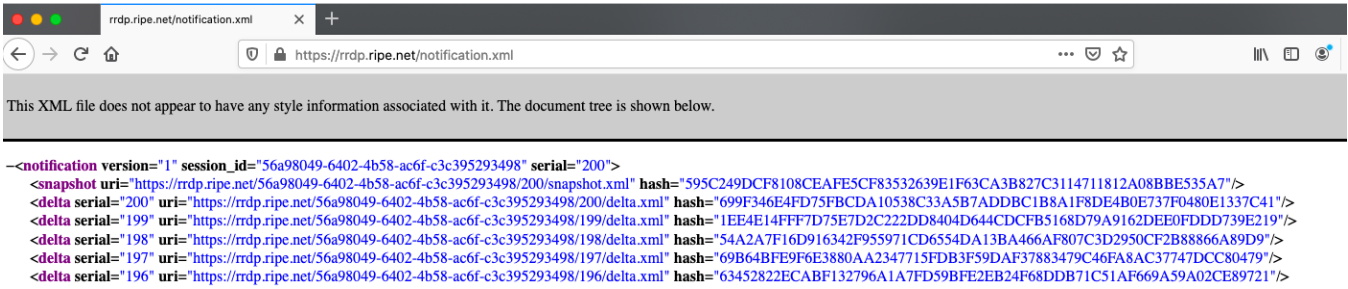 rrdp.ripe.net/notification.xml
https://rrdp.ripe.net/notification.xml
This XML file does not appear to have any style information associated with it. The document tree is shown below.
–<notification version="1" session_id="56a98049-6402-4b58-ac6f-c3c395293498" serial="200">
<snapshot uri="https://rrdp.ripe.net/56a98049-6402-4b58-ac6f-c3c395293498/200/snapshot.xml" hash="595C249DCF8108CEAFE5CF83532639E1F63CA3B827C3114711812A08BBE535A7"/>
<delta serial="200" uri="https://rrdp.ripe.net/56a98049-6402-4b58-ac6f-c3c395293498/200/delta.xml" hash="699F346E4FD75FBCDA10538C33A5B7ADDBC1B8A1F8DE4B0E737F0480E1337C41"/>
<delta serial="199" uri="https://rrdp.ripe.net/56a98049-6402-4b58-ac6f-c3c395293498/199/delta.xml" hash="1EE4E14FFF7D75E7D2C222DD8404D644CDCFB5168D79A9162DEE0FDDD739E219"/>
<delta serial="198" uri="https://rrdp.ripe.net/56a98049-6402-4b58-ac6f-c3c395293498/198/delta.xml" hash="54A2A7F16D916342F955971CD6554DA13BA466AF807C3D2950CF2B88866A89D9"/>
<delta serial="197" uri="https://rrdp.ripe.net/56a98049-6402-4b58-ac6f-c3c395293498/197/delta.xml" hash="69B64BFE9F6E3880AA2347715FDB3F59DAF37883479C46FA8AC37747DCC80479"/>
<delta serial="196" uri="https://rrdp.ripe.net/56a98049-6402-4b58-ac6f-c3c395293498/196/delta.xml" hash="63452822ECABF132796A1A7FD59BFE2EB24F68DDB71C51AF669A59A02CE89721"/>